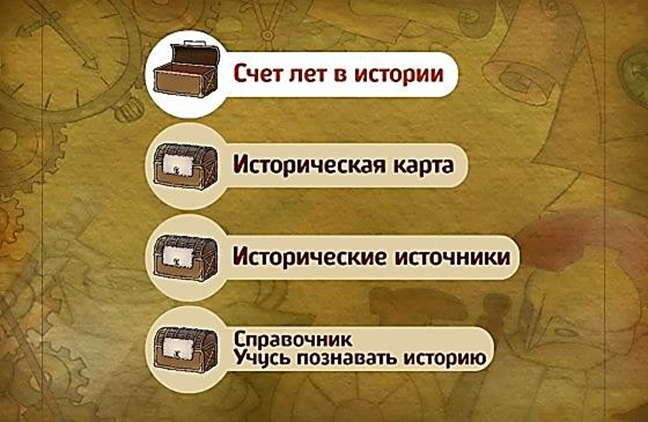 Счет лет в истории
Историческая карта
Исторические источники
Справочник
Учусь познавать историю